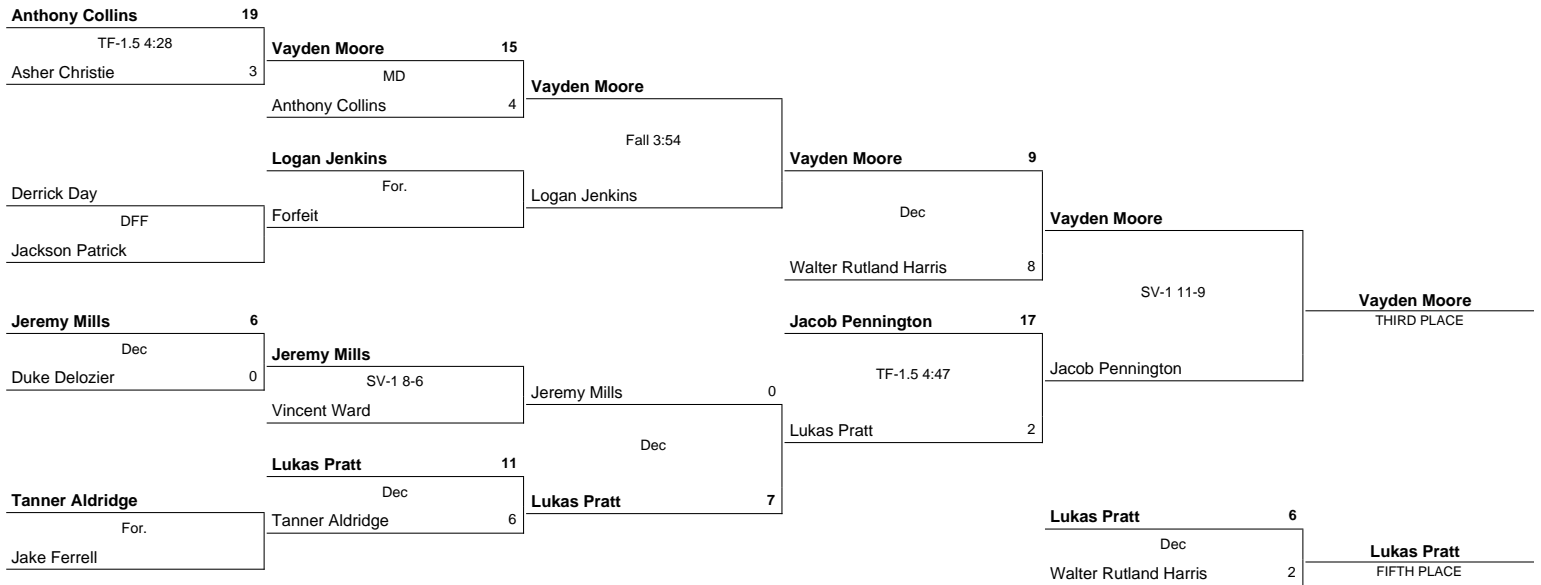 Anthony Collins 19
TF-1.5 4:28
Asher Christie 3
Derrick Day
DFF
Jackson Patrick
Jeremy Mills 6
Dec
Duke Delozier 0
Tanner Aldridge
For.
Jake Ferrell
Vayden Moore 15
MD
Anthony Collins 4
Logan Jenkins
For.
Forfeit
Jeremy Mills
SV-1 8-6
Vincent Ward
Lukas Pratt 11
Dec
Tanner Aldridge 6
Vayden Moore
Fall 3:54
Logan Jenkins
Jeremy Mills 0
Dec
Lukas Pratt 7
Vayden Moore 9
Dec
Walter Rutland Harris 8
Jacob Pennington 17
TF-1.5 4:47
Lukas Pratt 2
Vayden Moore
SV-1 11-9
Jacob Pennington
Vayden Moore
THIRD PLACE
Lukas Pratt 6
Dec
Walter Rutland Harris 2
Lukas Pratt
FIFTH PLACE